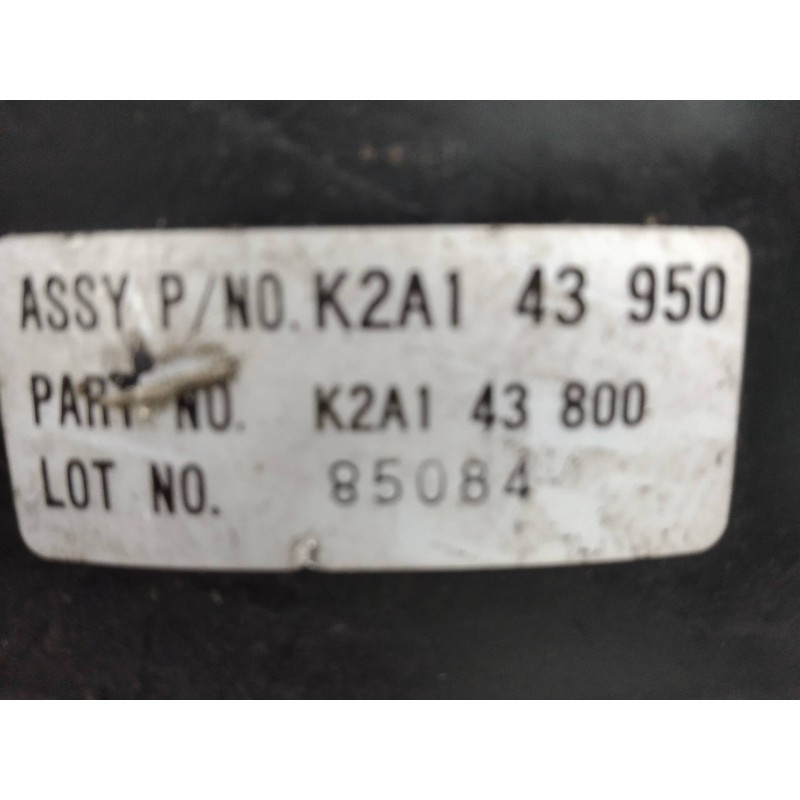 ASSY P/NO. K2A1 43 950
PART NO. K2A1 43 800
LOT NO. 85084